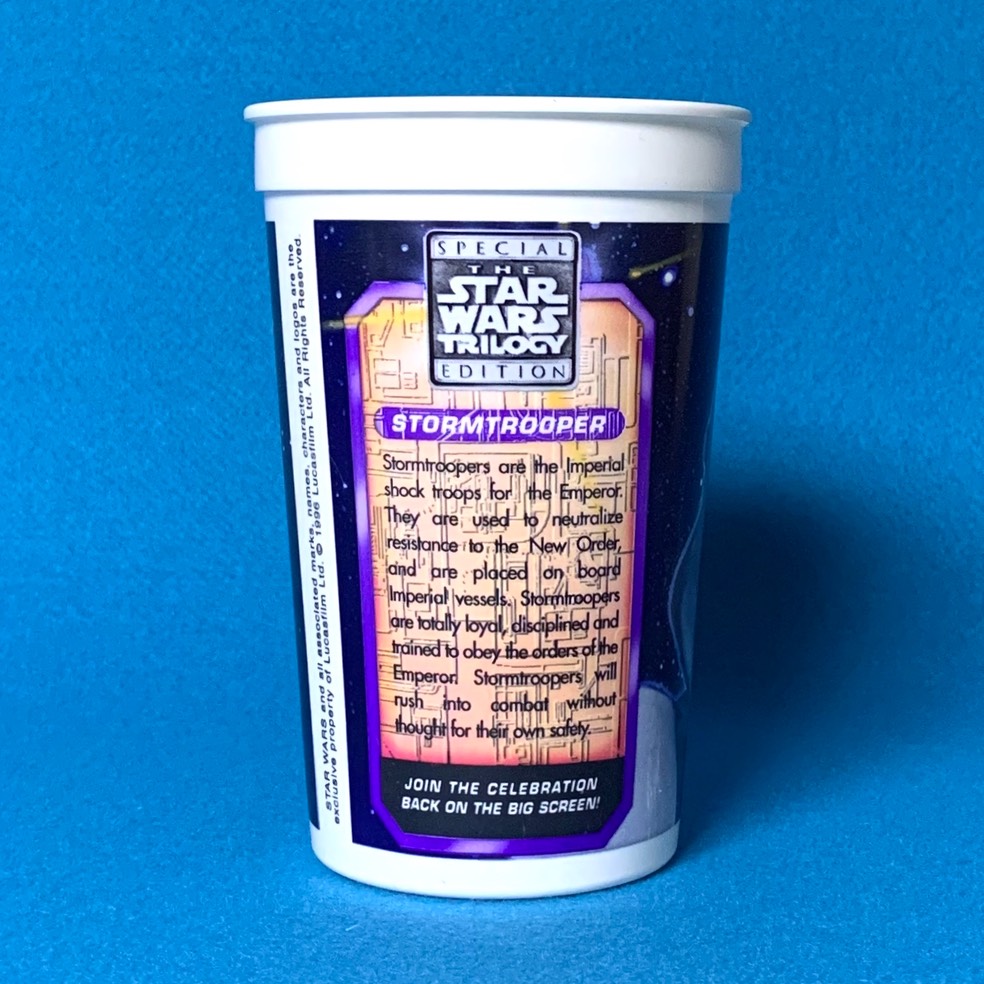 SPECIAL
THE
STAR
WARS
TRILOGY
EDITION
STORMTROOPER
Stormtroopers are the Imperial
shock troops for the Emperor.
They are used to neutralize
resistance to the New Order,
and are placed on board
Imperial vessels. Stormtroopers
are totally loyal, disciplined and
trained to obey the orders of the
Emperor. Stormtroopers will
rush into combat without
thought for their own safety.
JOIN THE CELEBRATION
BACK ON THE BIG SCREEN!
STAR WARS and all associated marks, names, characters and logos are the
exclusive property of Lucasfilm Ltd. © 1996 Lucasfilm Ltd. All Rights Reserved.